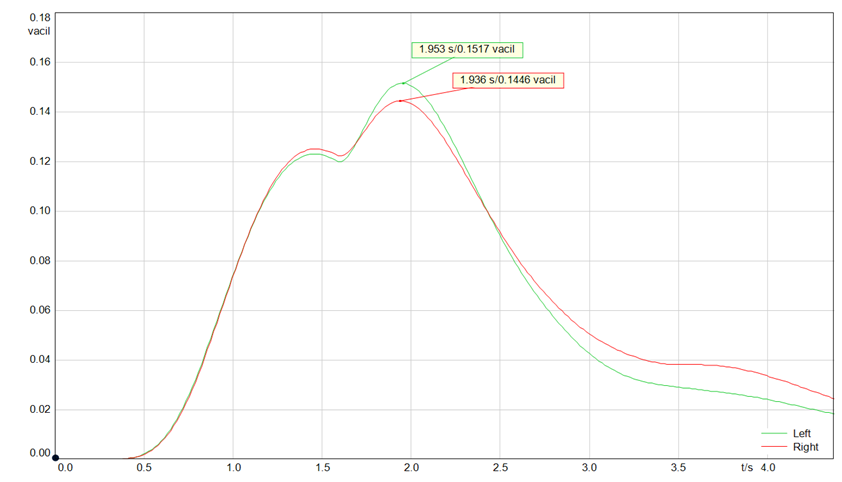 0.18
vacil
1.953 s/0.1517 vacil
0.16
1.936 s/0.1446 vacil
0.14
0.12
0.10
0.08
0.06
0.04
0.02
Left
0.00
Right
0.0 0.5 1.0 1.5 2.0 2.5 3.0 3.5 t/s 4.0